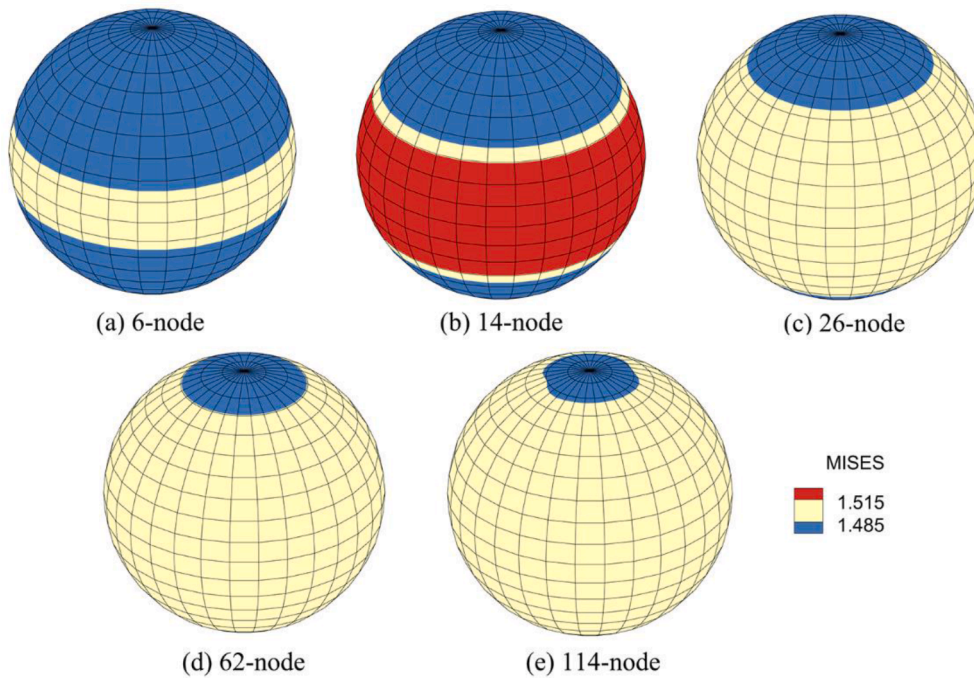 (a) 6-node
(b) 14-node
(c) 26-node
(d) 62-node
(e) 114-node
MISES
1.515
1.485